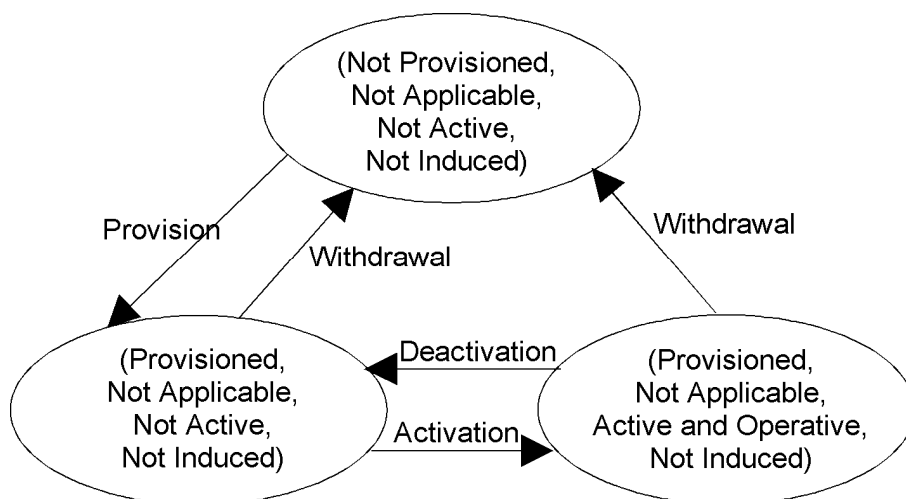 (Not Provisioned,
Not Applicable,
Not Active,
Not Induced)
Provision
Withdrawal
Withdrawal
(Provisioned,
Not Applicable,
Not Active,
Not Induced)
Deactivation
Activation
(Provisioned,
Not Applicable,
Active and Operative,
Not Induced)